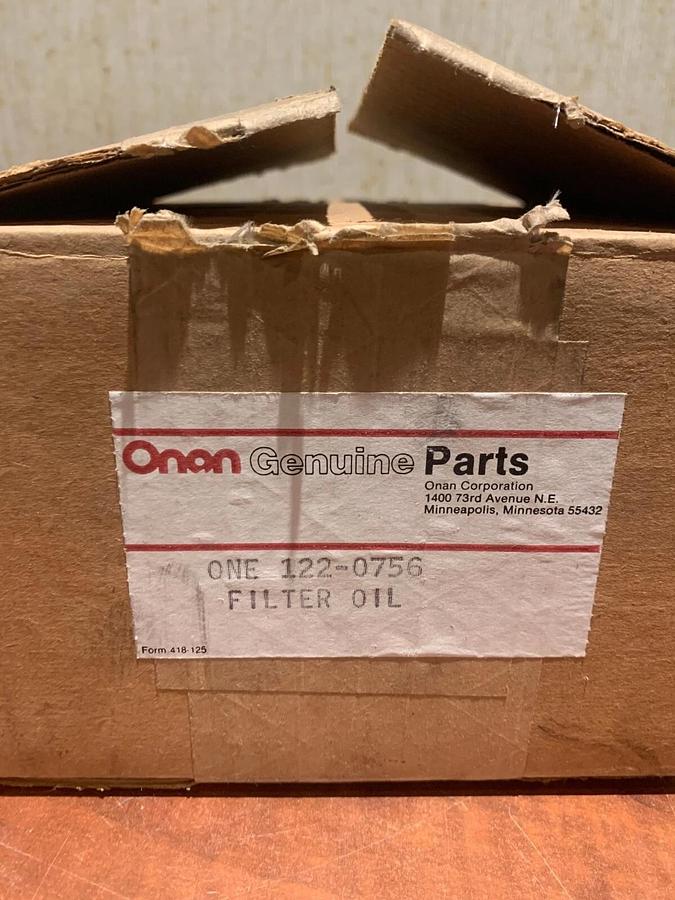 Onan Genuine Parts
Onan Corporation
1400 73rd Avenue N.E.
Minneapolis, Minnesota 55432
ONE 122-0756
FILTER OIL
Form 418-125